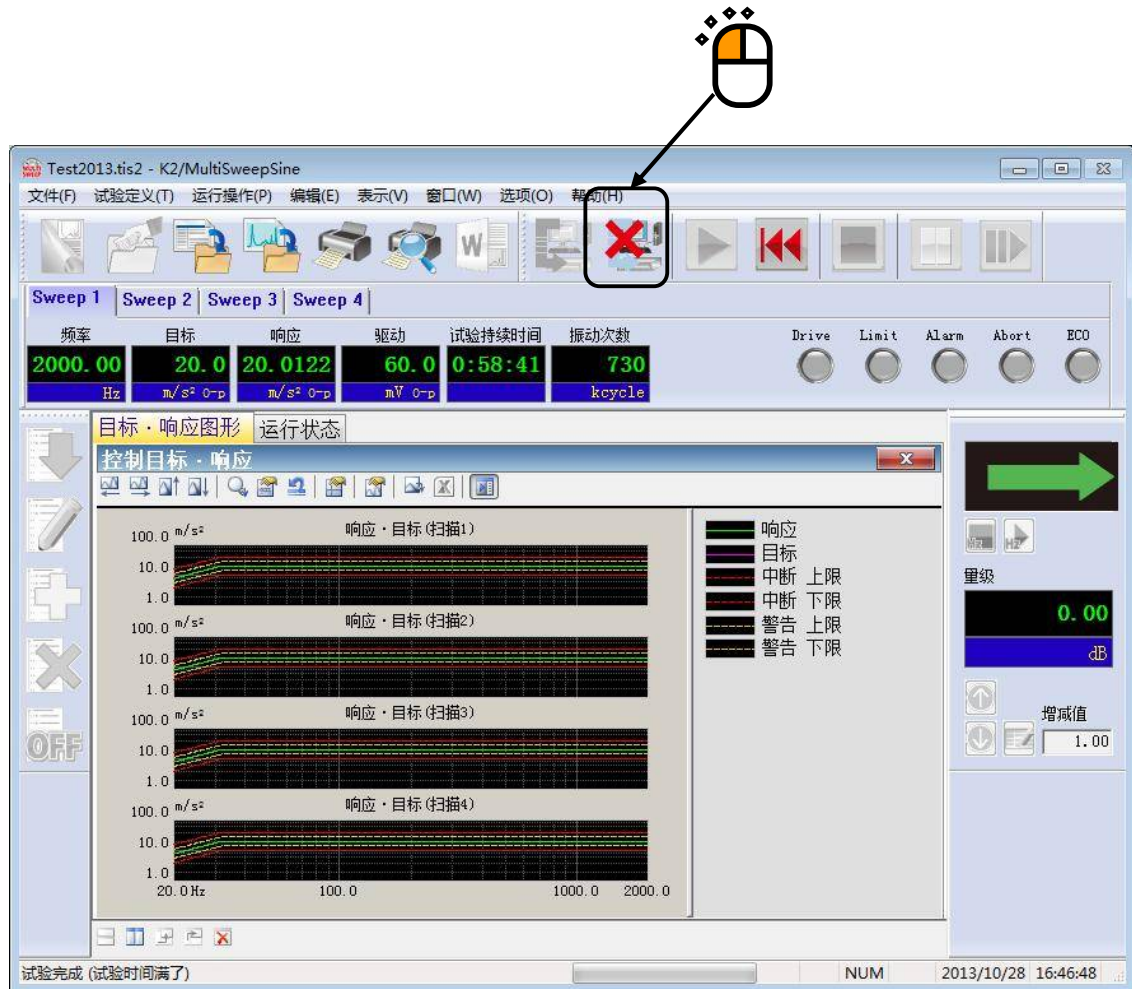 Test2013.tis2 - K2/MultiSweepSine
文件(F) 试验定义(T) 运行操作(P) 编辑(E) 表示(V) 窗口(W) 选项(O) 帮助(H)
W
Sweep 1 Sweep 2 Sweep 3 Sweep 4
频率 目标 响应 驱动 试验持续时间 振动次数 Drive Limit Alarm Abort ECO
2000.00 20.0 20.0122 60.0 0:58:41 730
Hz m/s² 0-p m/s² 0-p mV 0-p kcycle
目标・响应图形 运行状态
控制目标・响应
100.0 m/s² 响应・目标(扫描1)
10.0
1.0
100.0 m/s² 响应・目标(扫描2)
10.0
1.0
100.0 m/s² 响应・目标(扫描3)
10.0
1.0
100.0 m/s² 响应・目标(扫描4)
10.0
1.0
20.0 Hz 100.0 1000.0 2000.0
响应
目标
中断 上限
中断 下限
警告 上限
警告 下限
OFF
Hz Hz
量级
0.00
dB
增减值
1.00
试验完成 (试验时间满了) NUM 2013/10/28 16:46:48